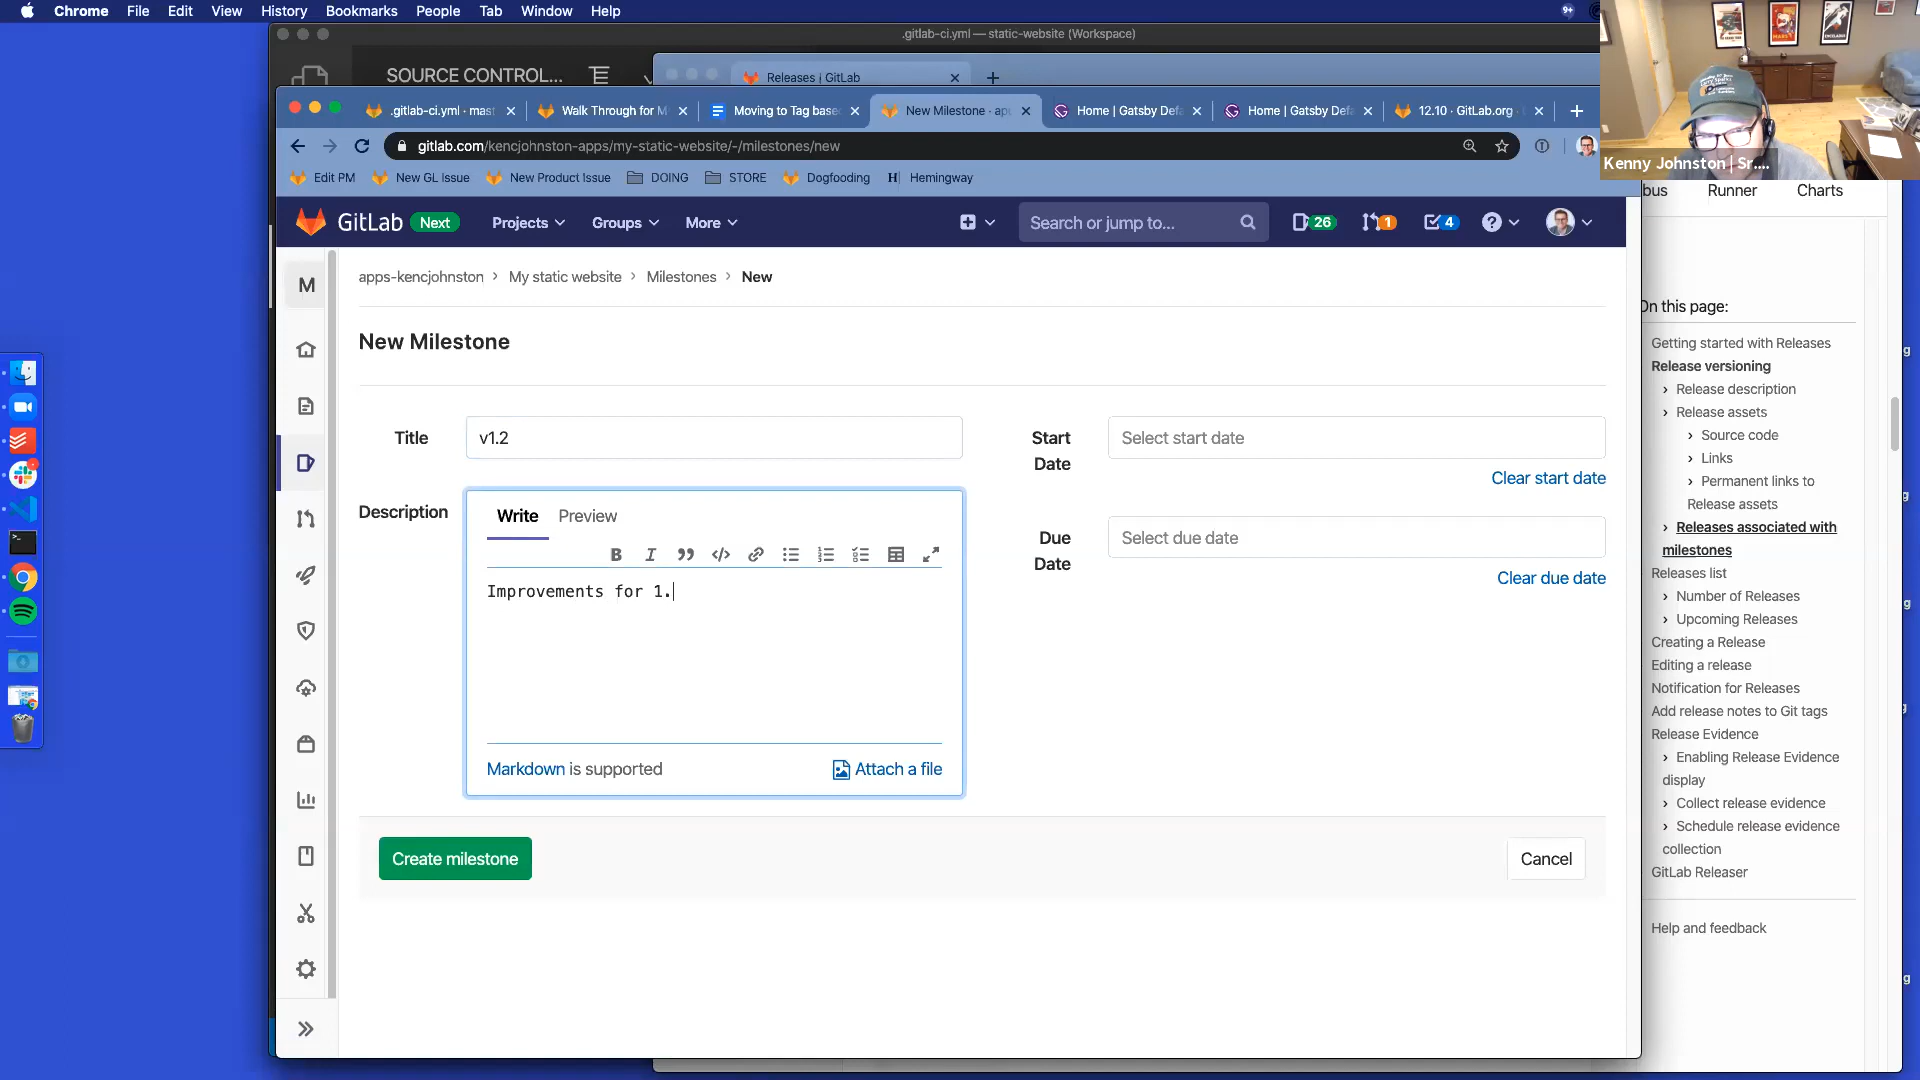 Chrome File Edit View History Bookmarks People Tab Window Help
.gitlab-ci.yml — static-website (Workspace)
SOURCE CONTROL...
Releases | GitLab
.gitlab-ci.yml · mast
Walk Through for M
Moving to Tag base
New Milestone · ap
Home | Gatsby Defa
Home | Gatsby Defa
12.10 · GitLab.org ·
gitlab.com/kencjohnston-apps/my-static-website/-/milestones/new
Edit PM
New GL Issue
New Product Issue
DOING
STORE
Dogfooding
H Hemingway
Kenny Johnston | Sr....
bus Runner Charts
GitLab Next Projects Groups More
Search or jump to...
26 1 4
apps-kencjohnston › My static website › Milestones › New
M
New Milestone
Title
v1.2
Start Date
Select start date
Clear start date
Description
Write Preview
Improvements for 1.
Due Date
Select due date
Clear due date
Markdown is supported
Attach a file
Create milestone
Cancel
On this page:
Getting started with Releases
Release versioning
› Release description
› Release assets
› Source code
› Links
› Permanent links to
Release assets
› Releases associated with
milestones
Releases list
› Number of Releases
› Upcoming Releases
Creating a Release
Editing a release
Notification for Releases
Add release notes to Git tags
Release Evidence
› Enabling Release Evidence
display
› Collect release evidence
› Schedule release evidence
collection
GitLab Releaser
Help and feedback